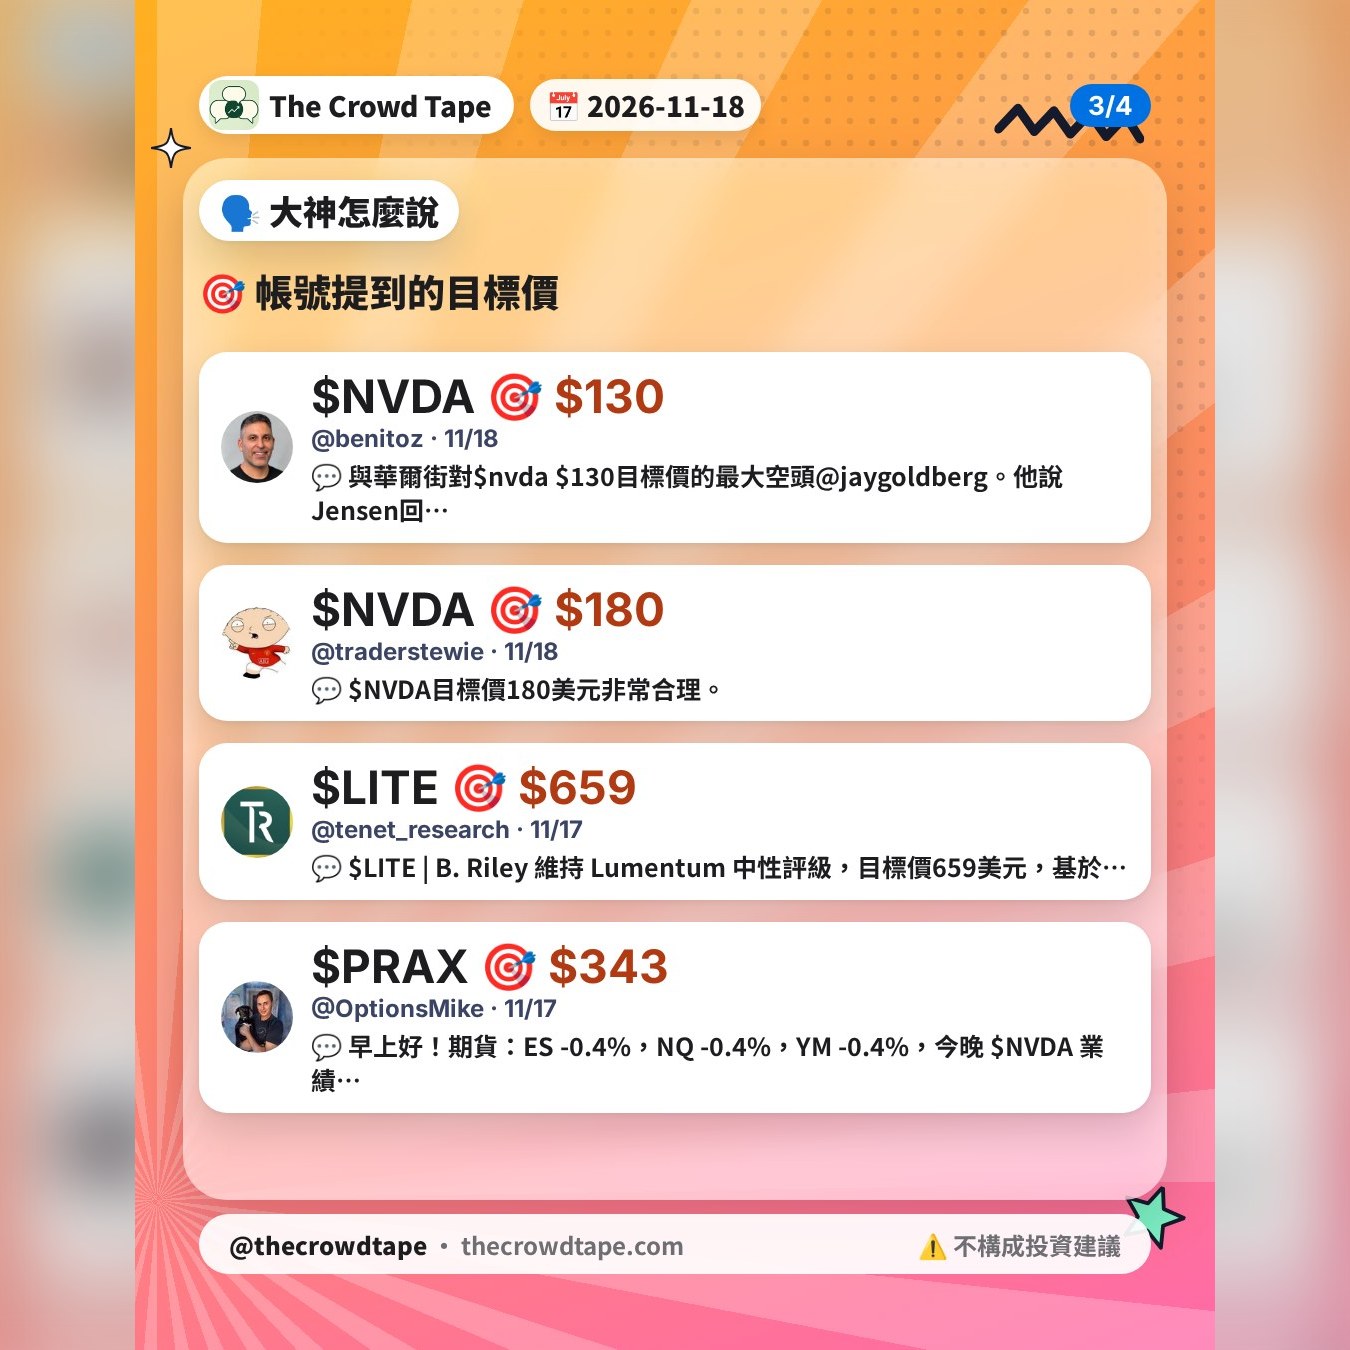 The Crowd Tape
July 17 2026-11-18
3/4
大神怎麼說
帳號提到的目標價
$NVDA $130
@benitoz · 11/18
與華爾街對$nvda $130目標價的最大空頭@jaygoldberg。他說
Jensen回…
$NVDA $180
@traderstewie · 11/18
$NVDA目標價180美元非常合理。
$LITE $659
TR
@tenet_research · 11/17
$LITE | B. Riley 維持 Lumentum 中性評級，目標價659美元，基於…
$PRAX $343
@OptionsMike · 11/17
早上好！期貨：ES -0.4%，NQ -0.4%，YM -0.4%，今晚 $NVDA 業
績…
@thecrowdtape • thecrowdtape.com
不構成投資建議